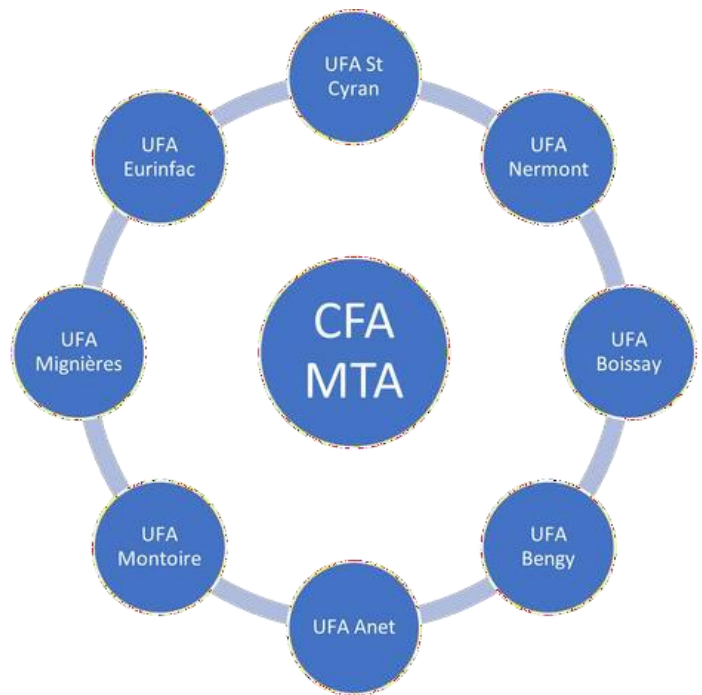 UFA St
Cyran
UFA
Nermont
UFA
Boissay
UFA
Bengy
UFA Anet
UFA
Montoire
UFA
Mignières
UFA
Eurinfac
CFA
MTA